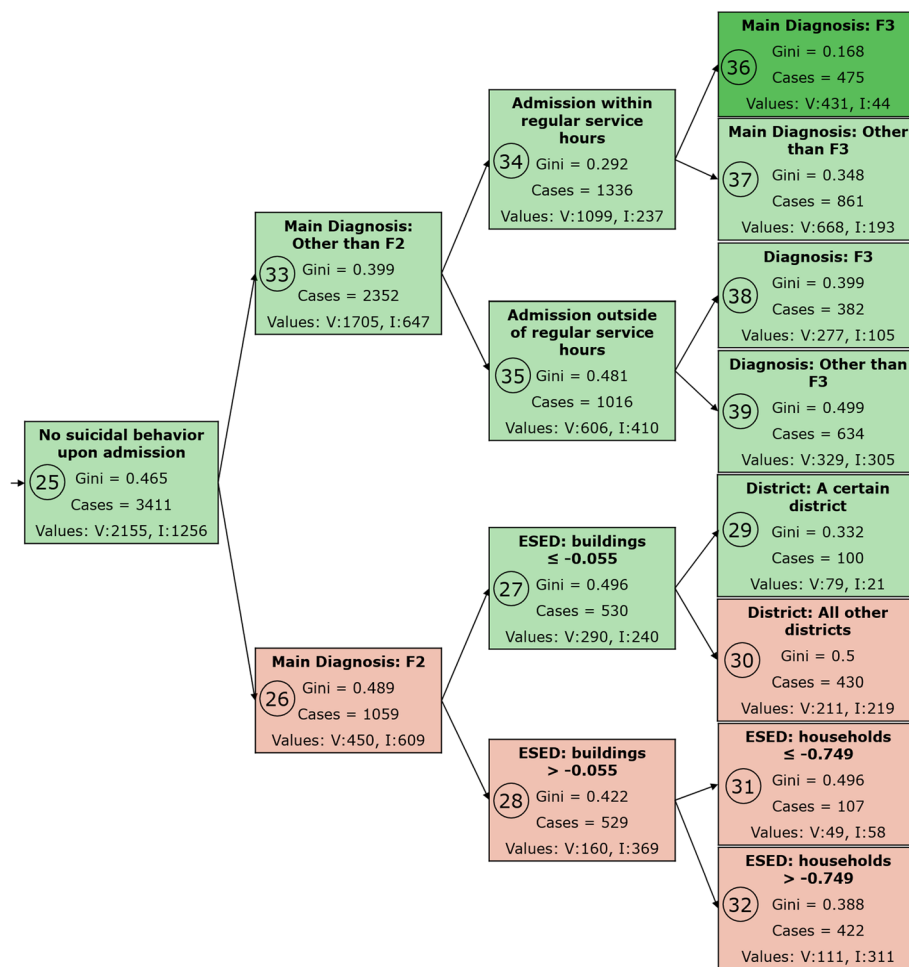 No suicidal behavior
upon admission
25
Gini = 0.465
Cases = 3411
Values: V:2155, I:1256
Main Diagnosis:
Other than F2
33
Gini = 0.399
Cases = 2352
Values: V:1705, I:647
Main Diagnosis: F2
26
Gini = 0.489
Cases = 1059
Values: V:450, I:609
Admission within
regular service
hours
34
Gini = 0.292
Cases = 1336
Values: V:1099, I:237
Admission outside
of regular service
hours
35
Gini = 0.481
Cases = 1016
Values: V:606, I:410
ESED: buildings
≤ -0.055
27
Gini = 0.496
Cases = 530
Values: V:290, I:240
ESED: buildings
> -0.055
28
Gini = 0.422
Cases = 529
Values: V:160, I:369
Main Diagnosis: F3
36
Gini = 0.168
Cases = 475
Values: V:431, I:44
Main Diagnosis: Other
than F3
37
Gini = 0.348
Cases = 861
Values: V:668, I:193
Diagnosis: F3
38
Gini = 0.399
Cases = 382
Values: V:277, I:105
Diagnosis: Other than
F3
39
Gini = 0.499
Cases = 634
Values: V:329, I:305
District: A certain
district
29
Gini = 0.332
Cases = 100
Values: V:79, I:21
District: All other
districts
30
Gini = 0.5
Cases = 430
Values: V:211, I:219
ESED: households
≤ -0.749
31
Gini = 0.496
Cases = 107
Values: V:49, I:58
ESED: households
> -0.749
32
Gini = 0.388
Cases = 422
Values: V:111, I:311